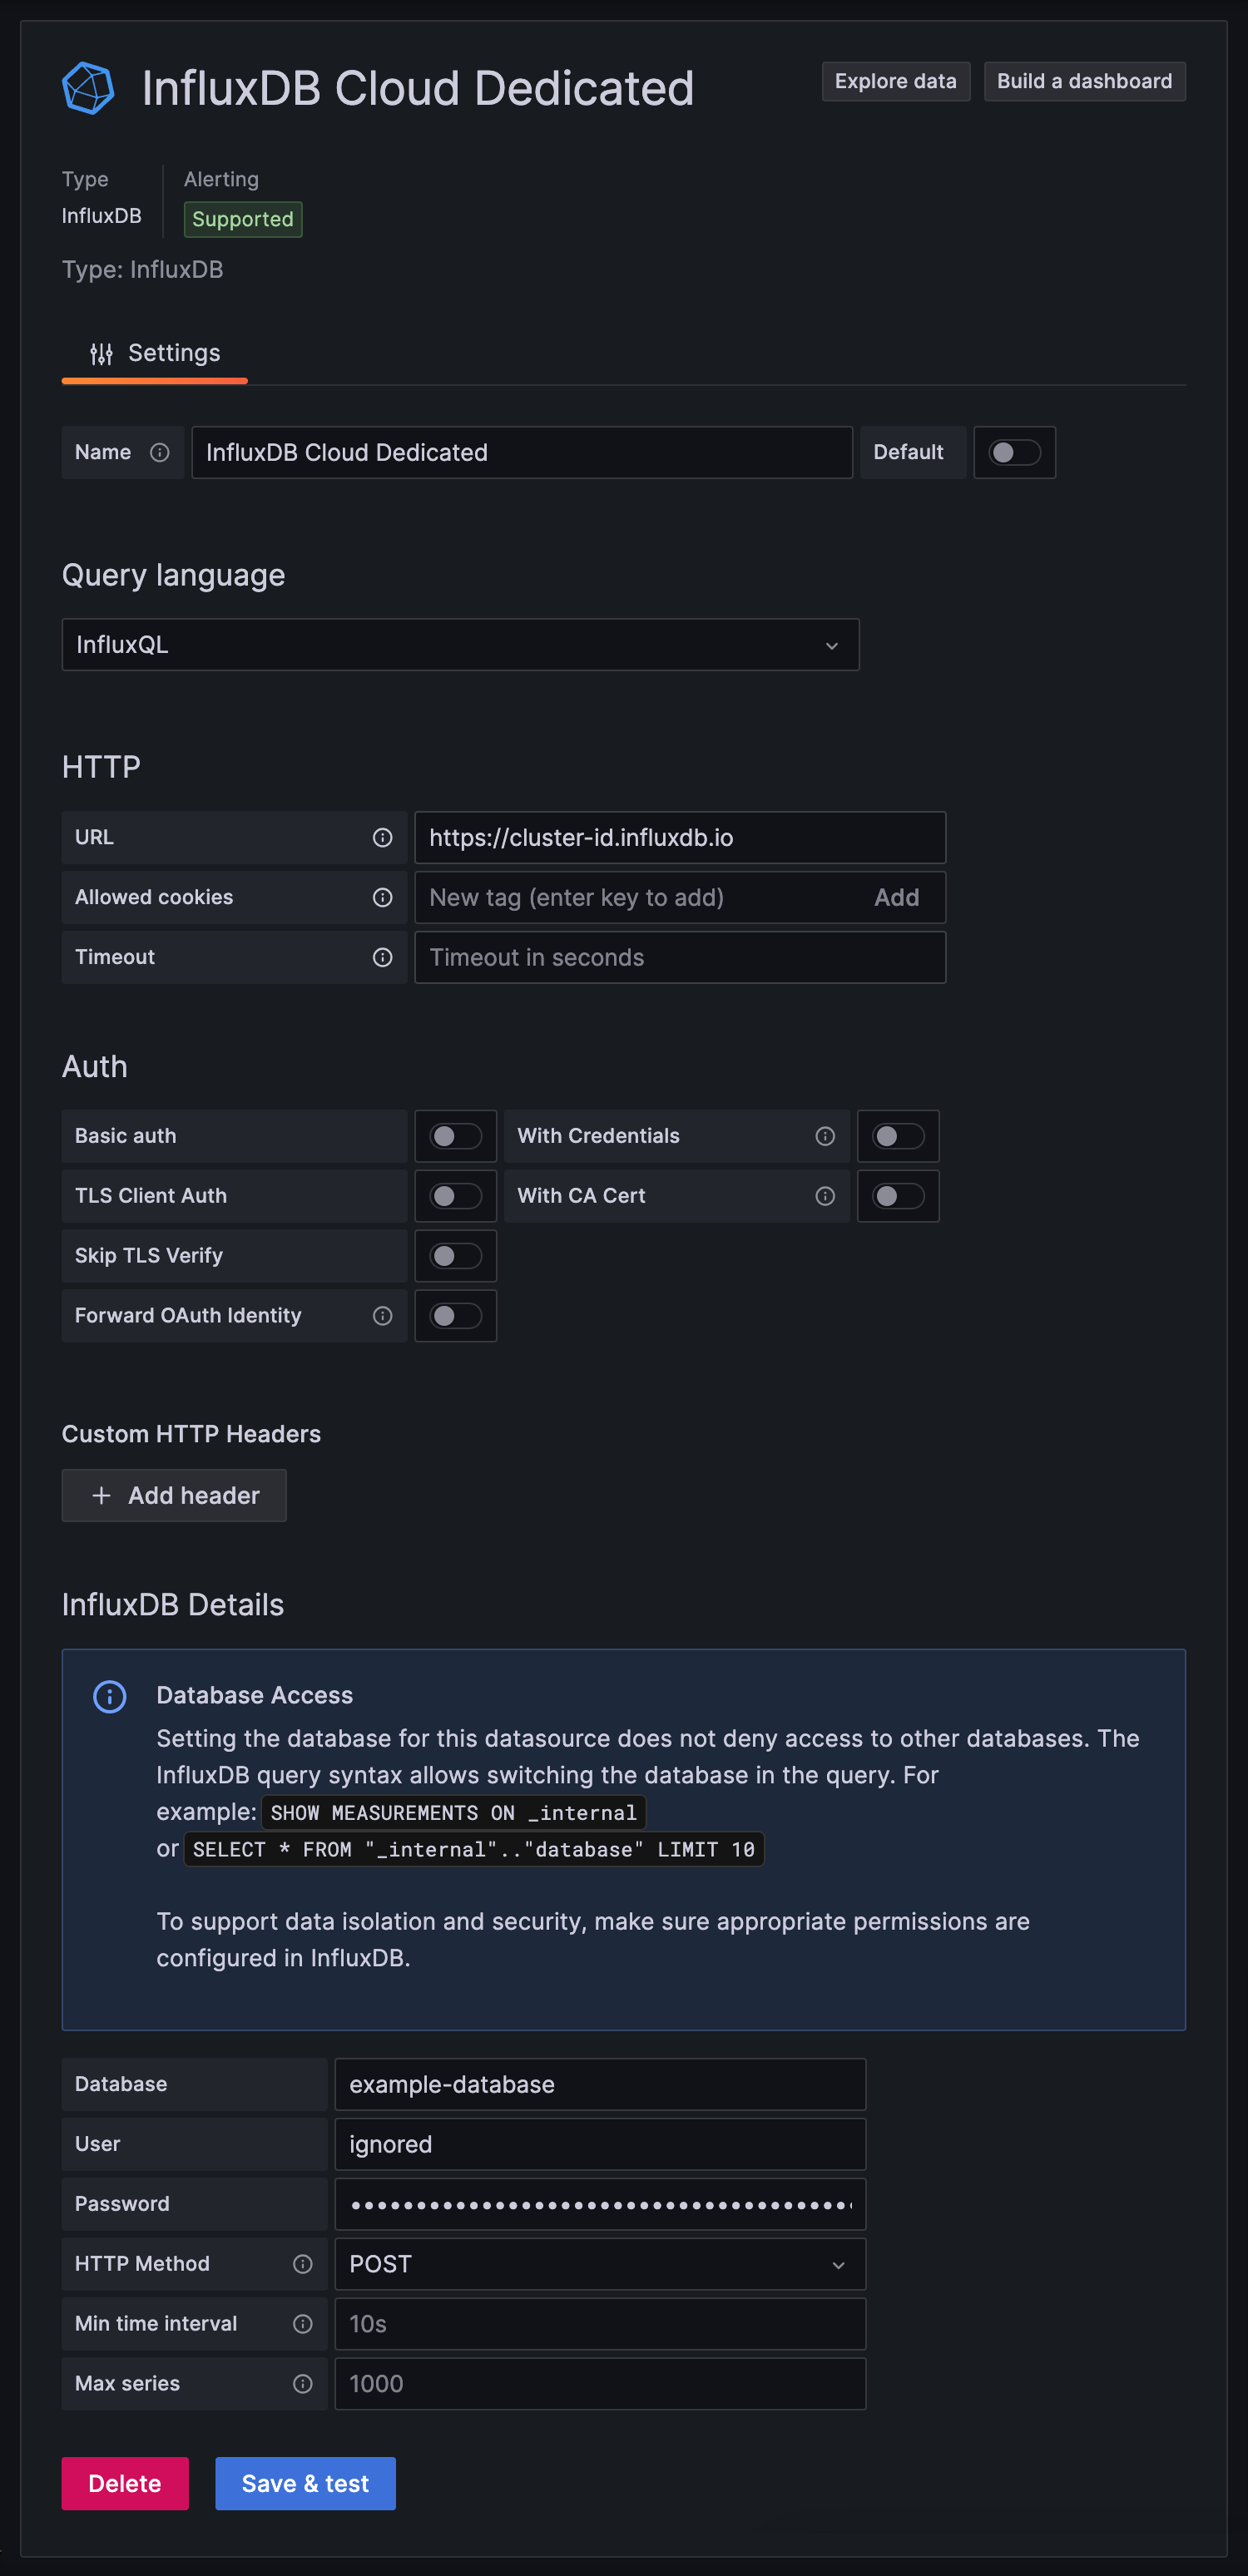 InfluxDB Cloud Dedicated
Explore data
Build a dashboard
Type
Alerting
InfluxDB
Supported
Type: InfluxDB
Settings
Name
InfluxDB Cloud Dedicated
Default
Query language
InfluxQL
HTTP
URL
https://cluster-id.influxdb.io
Allowed cookies
New tag (enter key to add)
Add
Timeout
Timeout in seconds
Auth
Basic auth
With Credentials
TLS Client Auth
With CA Cert
Skip TLS Verify
Forward OAuth Identity
Custom HTTP Headers
Add header
InfluxDB Details
Database Access
Setting the database for this datasource does not deny access to other databases. The
InfluxDB query syntax allows switching the database in the query. For
example: SHOW MEASUREMENTS ON _internal
or SELECT * FROM "_internal".."database" LIMIT 10
To support data isolation and security, make sure appropriate permissions are
configured in InfluxDB.
Database
example-database
User
ignored
Password
HTTP Method
POST
Min time interval
10s
Max series
1000
Delete
Save & test